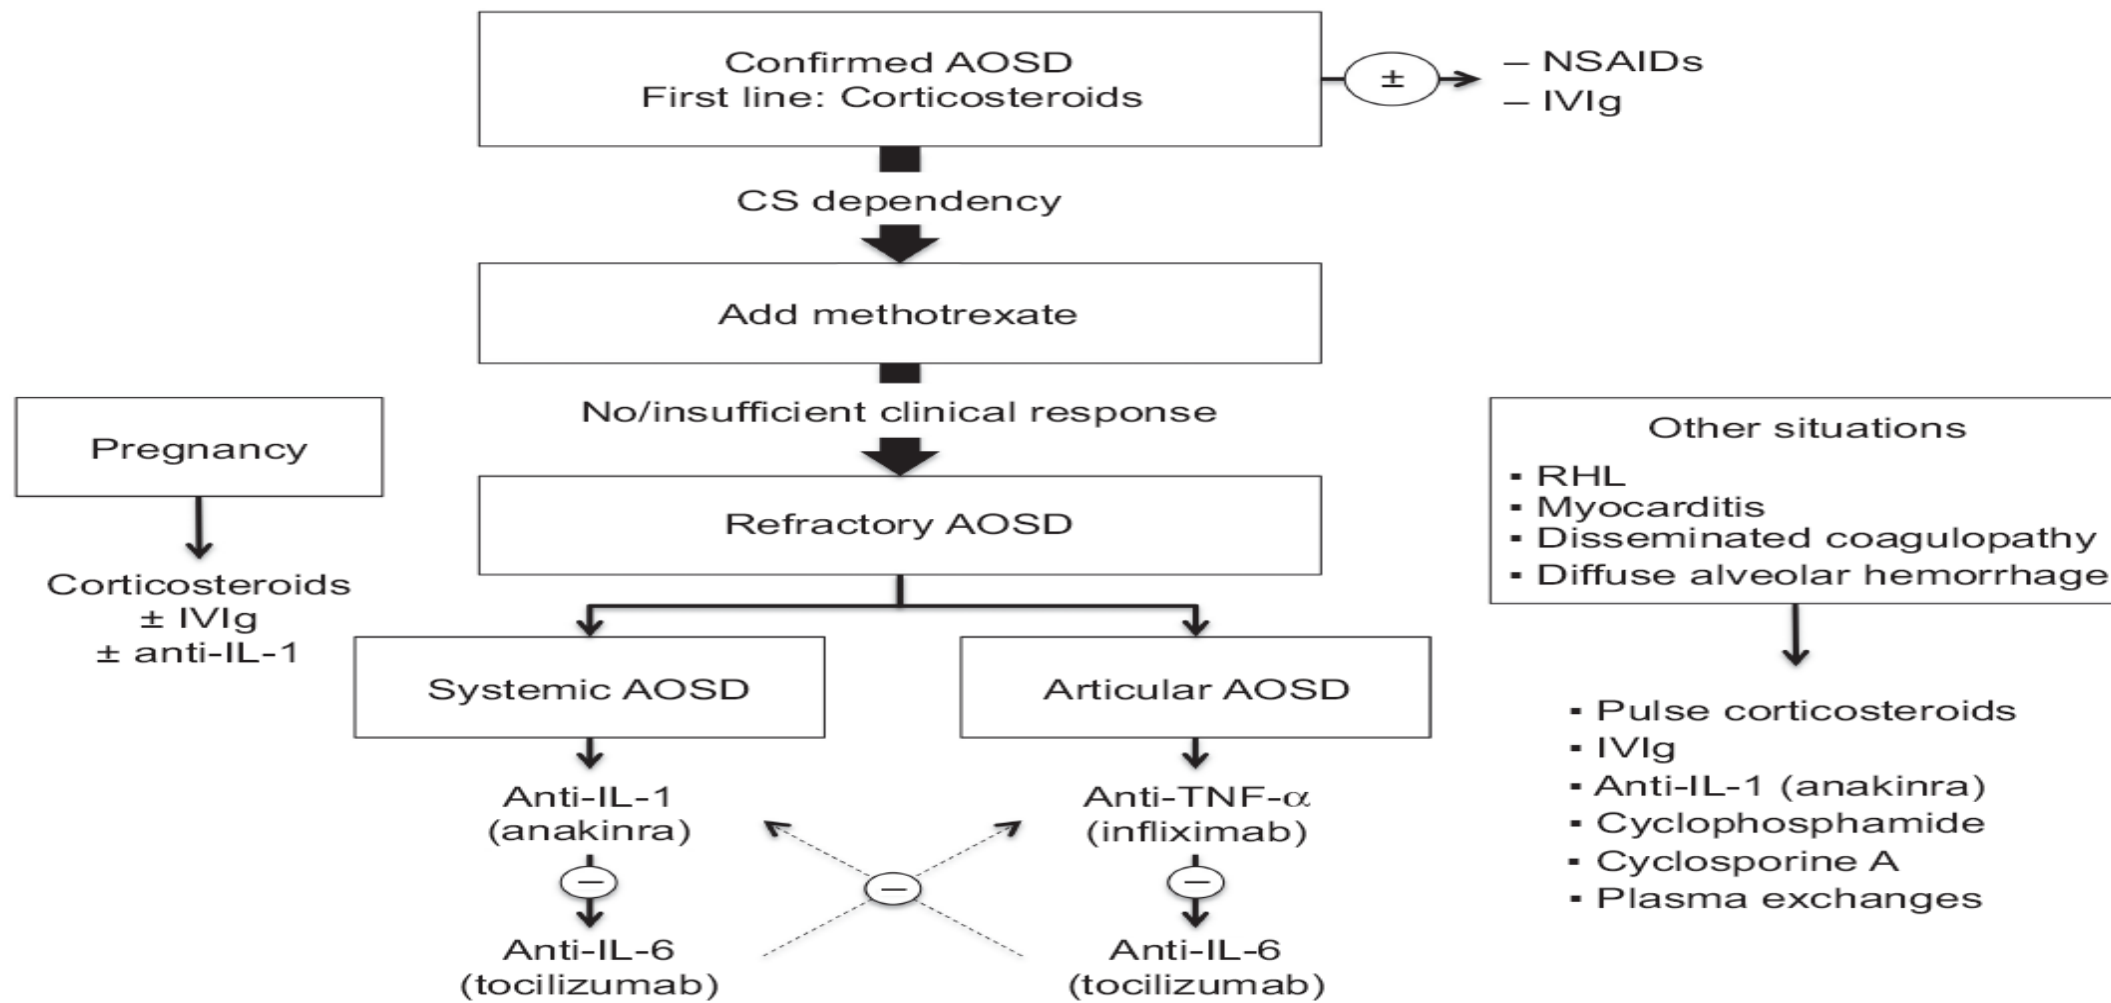 Confirmed AOSD
First line: Corticosteroids
±
– NSAIDs
– IVIg
CS dependency
Add methotrexate
No/insufficient clinical response
Refractory AOSD
Pregnancy
Corticosteroids
± IVIg
± anti-IL-1
Systemic AOSD
Anti-IL-1
(anakinra)
–
Anti-IL-6
(tocilizumab)
–
Articular AOSD
Anti-TNF-α
(infliximab)
–
Anti-IL-6
(tocilizumab)
Other situations
▪ RHL
▪ Myocarditis
▪ Disseminated coagulopathy
▪ Diffuse alveolar hemorrhage
▪ Pulse corticosteroids
▪ IVIg
▪ Anti-IL-1 (anakinra)
▪ Cyclophosphamide
▪ Cyclosporine A
▪ Plasma exchanges